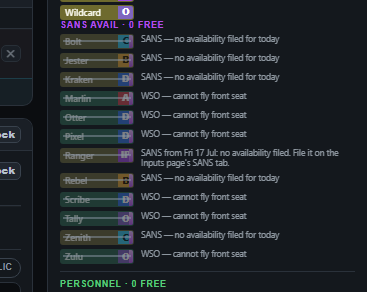 Wildcard O
SANS AVAIL · 0 FREE
Bolt C SANS — no availability filed for today
Jester B SANS — no availability filed for today
Kraken D SANS — no availability filed for today
Marlin A WSO — cannot fly front seat
Otter D WSO — cannot fly front seat
Pixel D WSO — cannot fly front seat
Ranger SANS from Fri 17 Jul: no availability filed. File it on the
Inputs page's SANS tab.
Rebel B SANS — no availability filed for today
Scribe D WSO — cannot fly front seat
Tally O WSO — cannot fly front seat
Zenith C SANS — no availability filed for today
Zulu O WSO — cannot fly front seat
PERSONNEL · 0 FREE
ock
ock
LIC